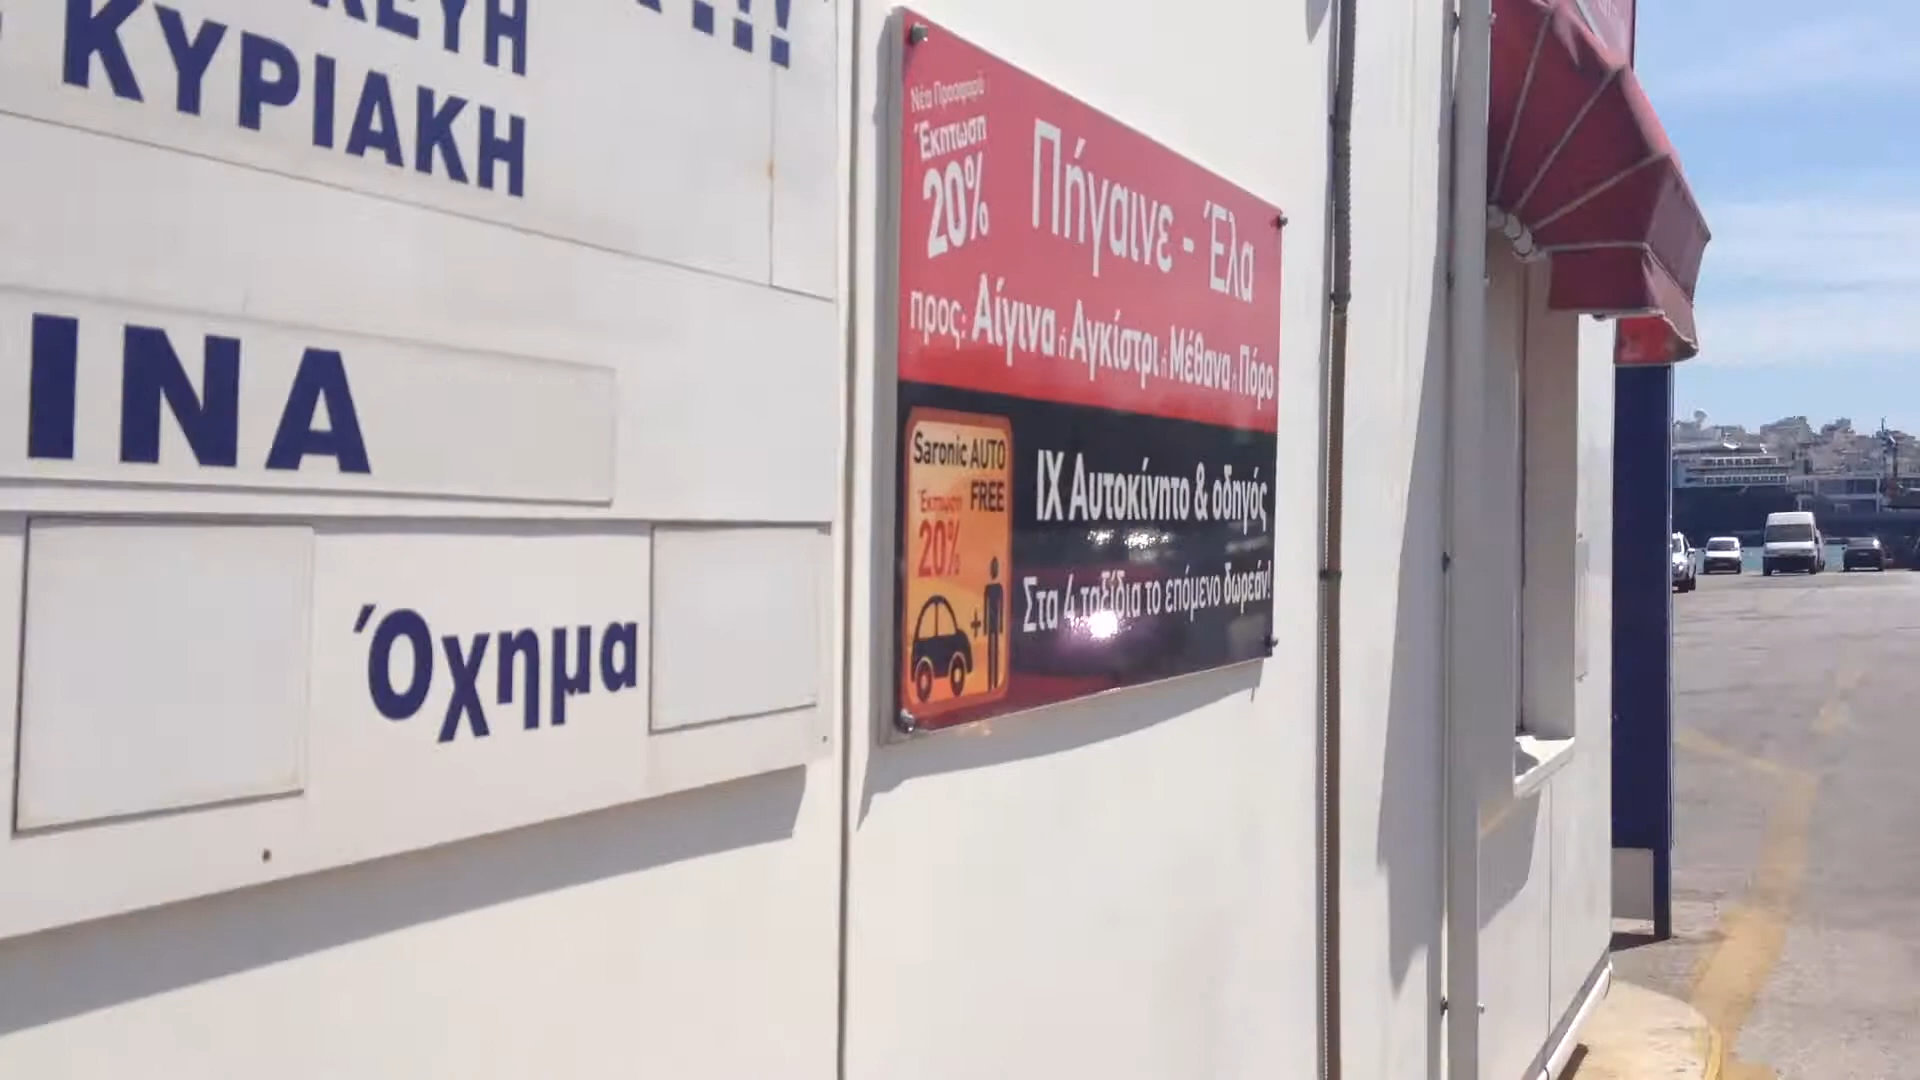 ΚΥΡΙΑΚΗ
ΙΝΑ
Όχημα
Νέα Προσφορά
Έκπτωση
20%
Πήγαινε - Έλα
προς: Αίγινα ή Αγκίστρι ή Μέθανα ή Πόρο
Saronic AUTO
FREE
Έκπτωση
20%
+
ΙΧ Αυτοκίνητο & οδηγός
Στα 4 ταξίδια το επόμενο δωρεάν!